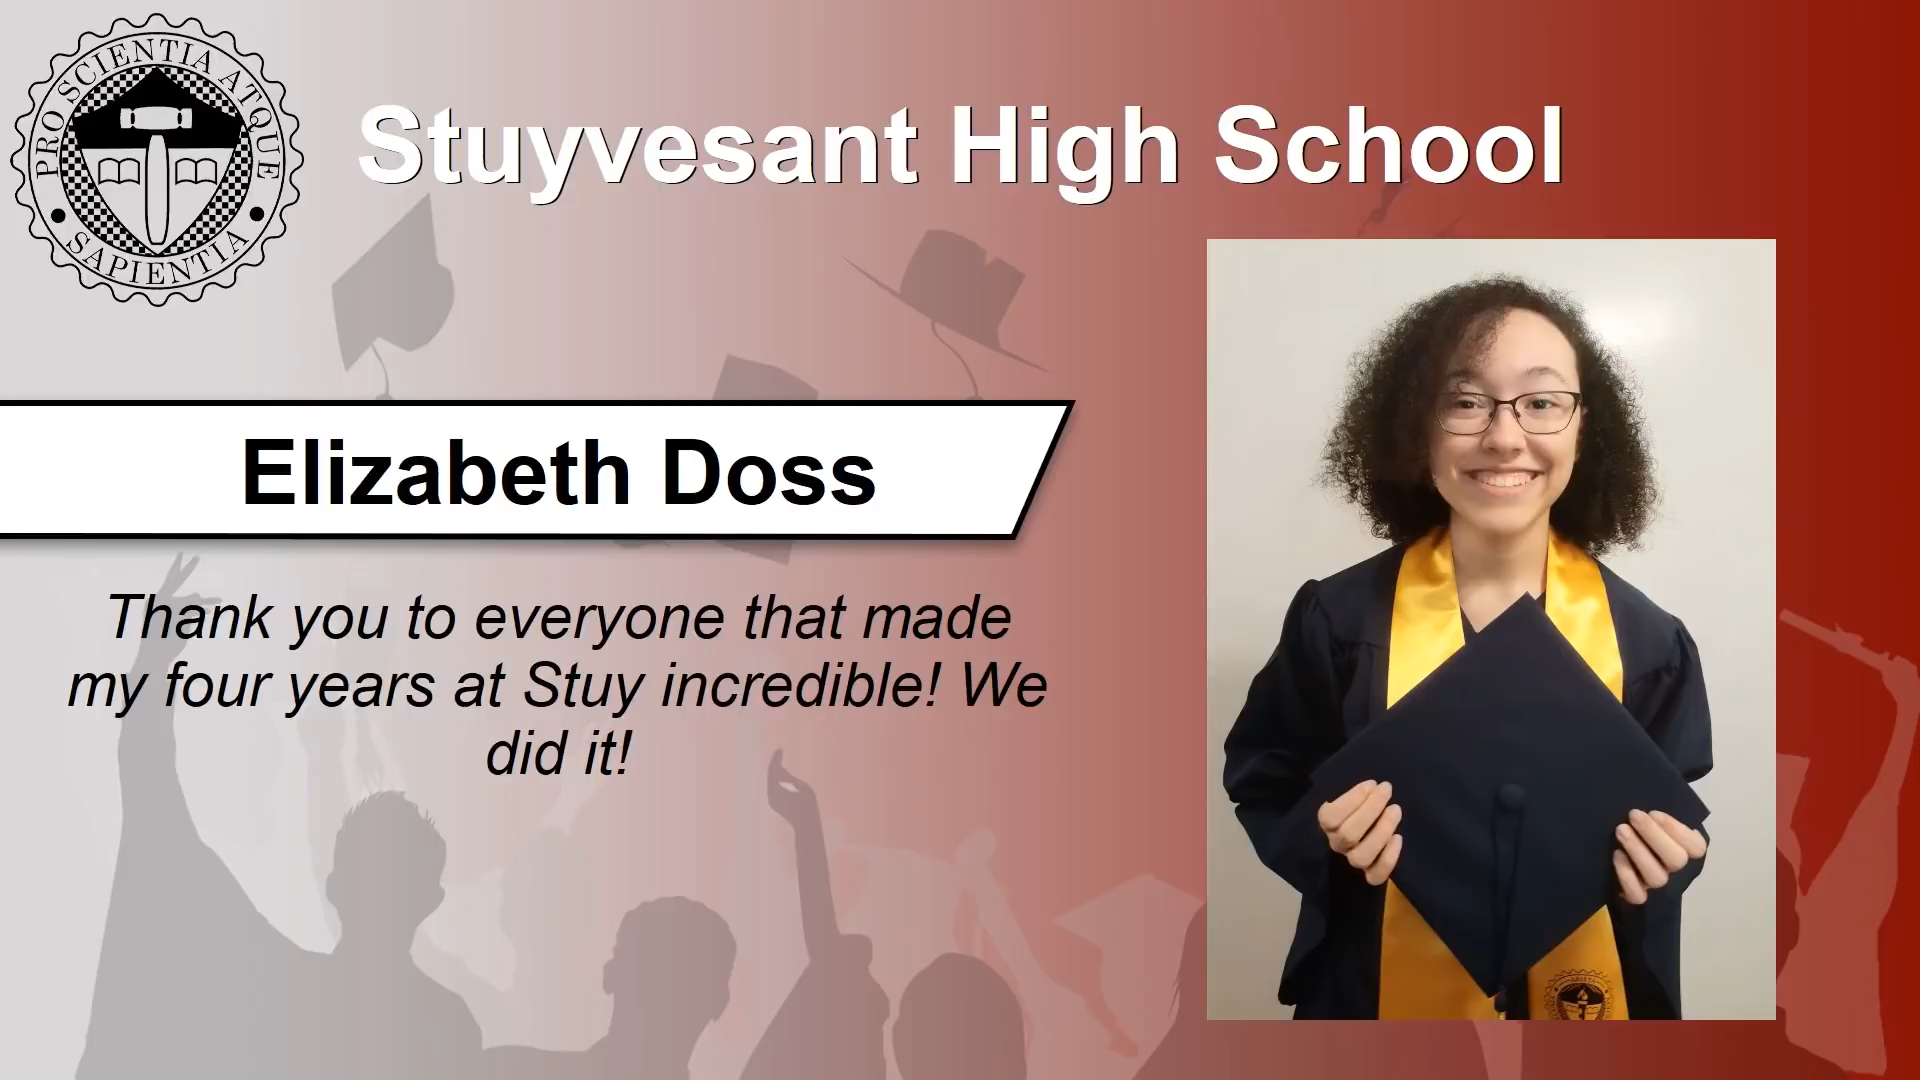 PRO SCIENTIA ATQUE
SAPIENTIA
Stuyvesant High School
Elizabeth Doss
Thank you to everyone that made
my four years at Stuy incredible! We
did it!